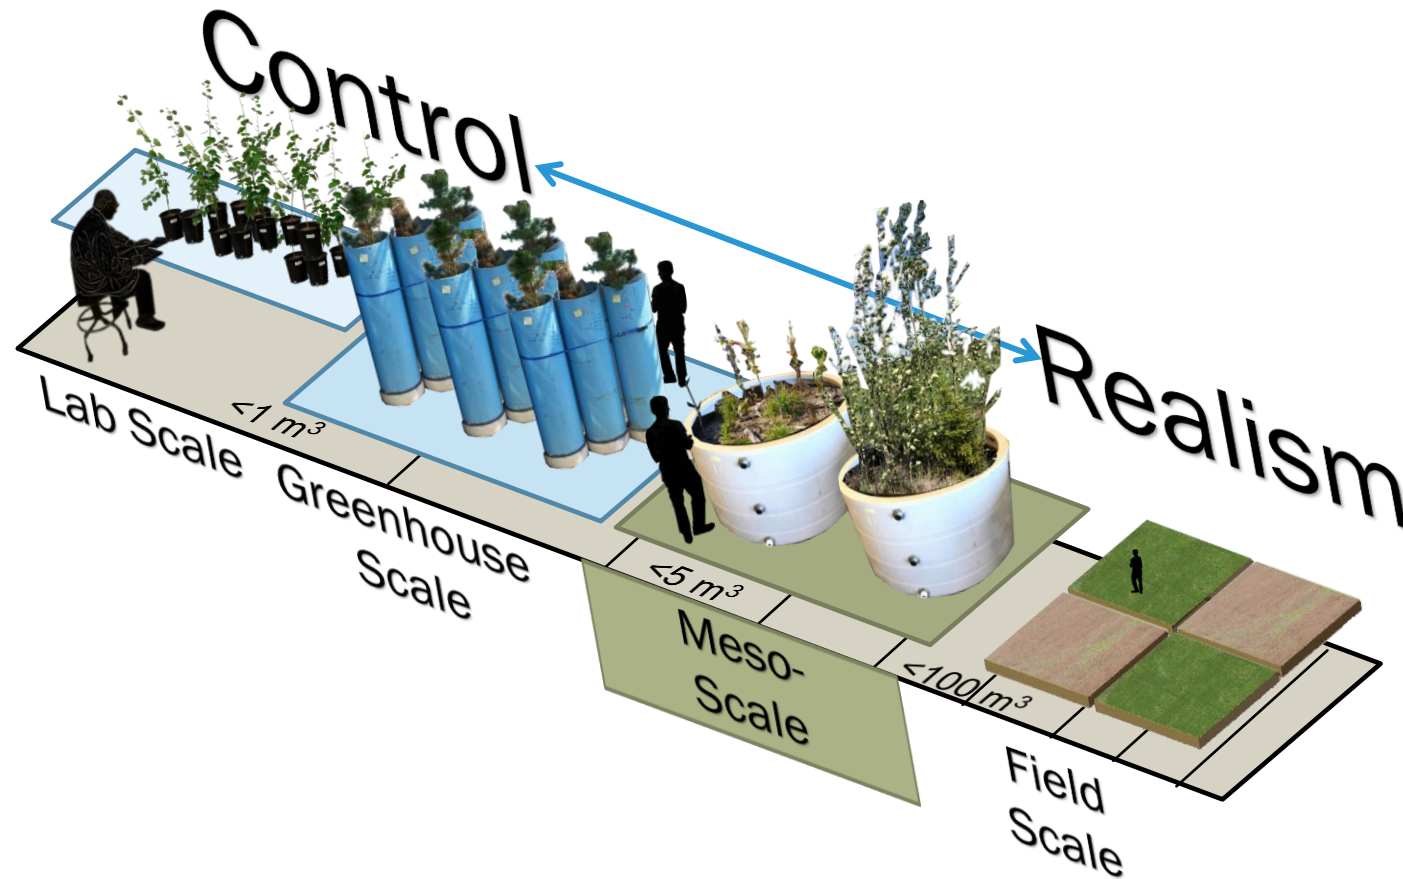 Control
Realism
Lab Scale
<1 m³
Greenhouse
Scale
<5 m³
Meso-
Scale
<100 m³
Field
Scale